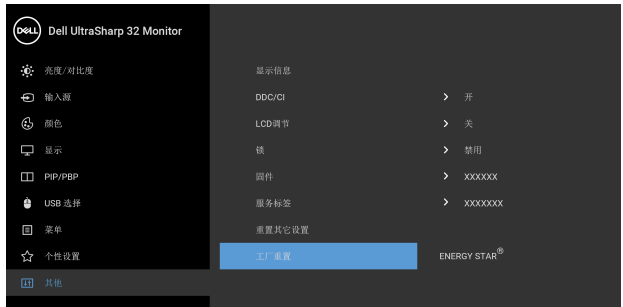 DELL Dell UltraSharp 32 Monitor
亮度/对比度
输入源
颜色
显示
PIP/PBP
USB 选择
菜单
个性设置
其他
显示信息
DDC/CI > 开
LCD调节 > 关
锁 > 禁用
固件 > XXXXXX
服务标签 > XXXXXXX
重置其它设置
工厂重置 ENERGY STAR®